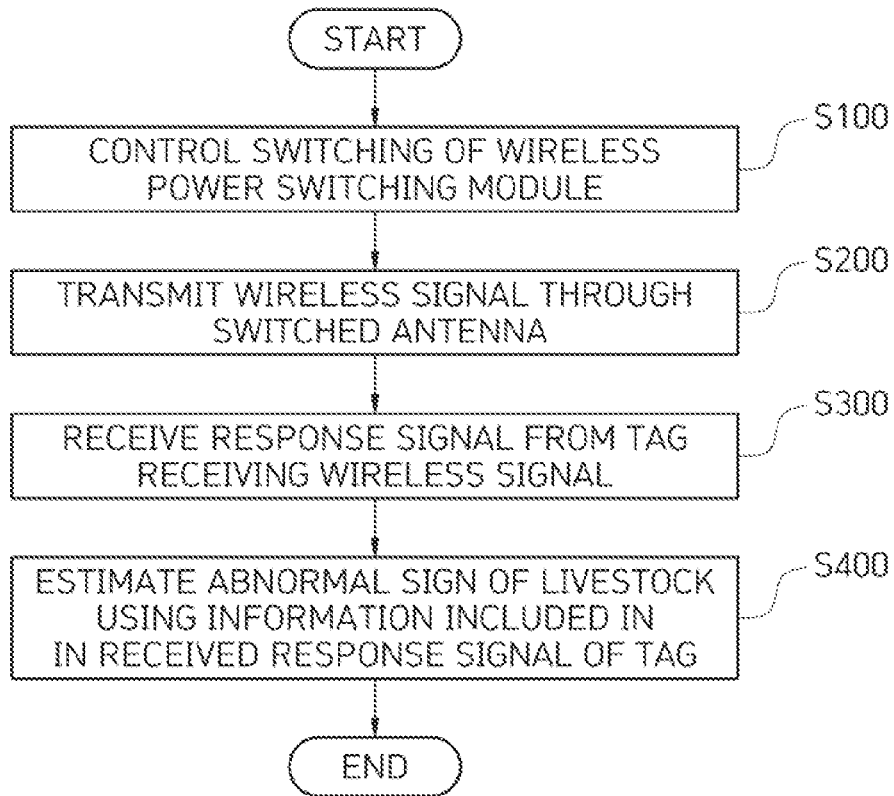 START
CONTROL SWITCHING OF WIRELESS
POWER SWITCHING MODULE
S100
TRANSMIT WIRELESS SIGNAL THROUGH
SWITCHED ANTENNA
S200
RECEIVE RESPONSE SIGNAL FROM TAG
RECEIVING WIRELESS SIGNAL
S300
ESTIMATE ABNORMAL SIGN OF LIVESTOCK
USING INFORMATION INCLUDED IN
IN RECEIVED RESPONSE SIGNAL OF TAG
S400
END